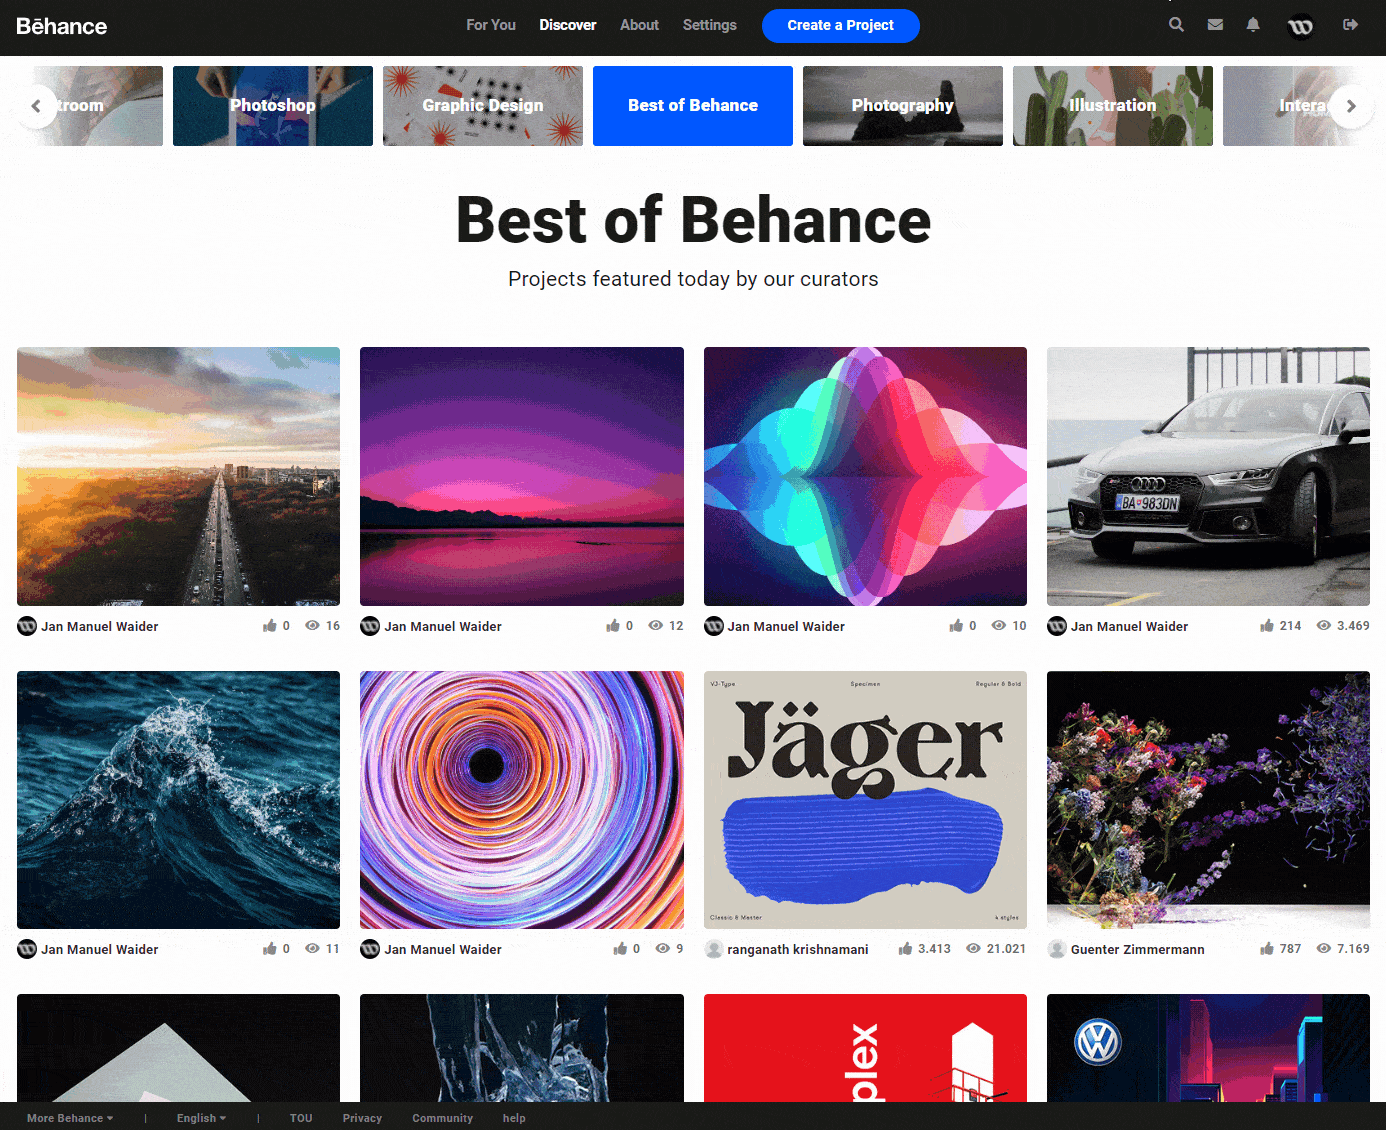 Bēhance
For You Discover About Settings Create a Project
troom Photoshop Graphic Design Best of Behance Photography Illustration Intera
Best of Behance
Projects featured today by our curators
BA 983DN
Jan Manuel Waider 0 16
Jan Manuel Waider 0 12
Jan Manuel Waider 0 10
Jan Manuel Waider 214 3.469
VJ-Type Specimen Regular & Bold
Jäger
Classic & Master 4 styles
Jan Manuel Waider 0 11
Jan Manuel Waider 0 9
ranganath krishnamani 3.413 21.021
Guenter Zimmermann 787 7.169
plex
More Behance | English | TOU Privacy Community help